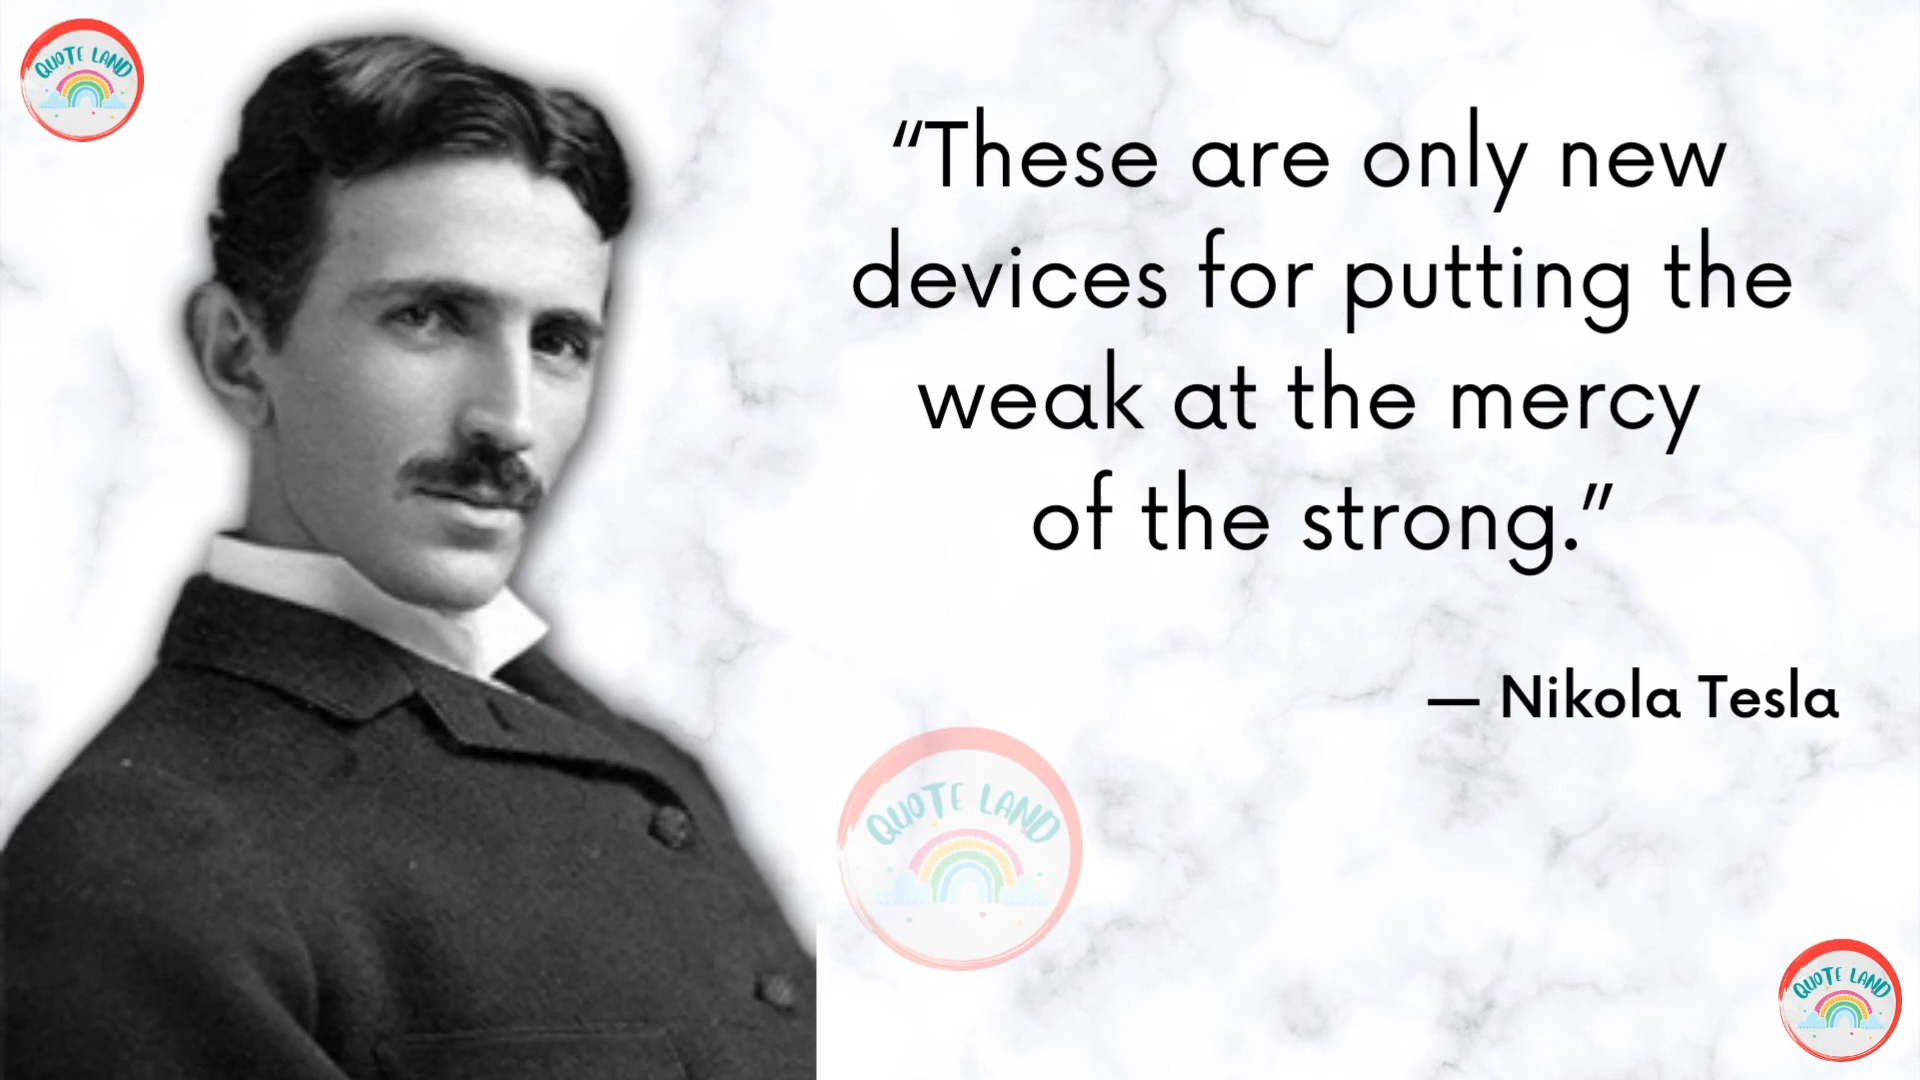 QUOTE LAND
“These are only new
devices for putting the
weak at the mercy
of the strong.”
— Nikola Tesla
QUOTE LAND
QUOTE LAND